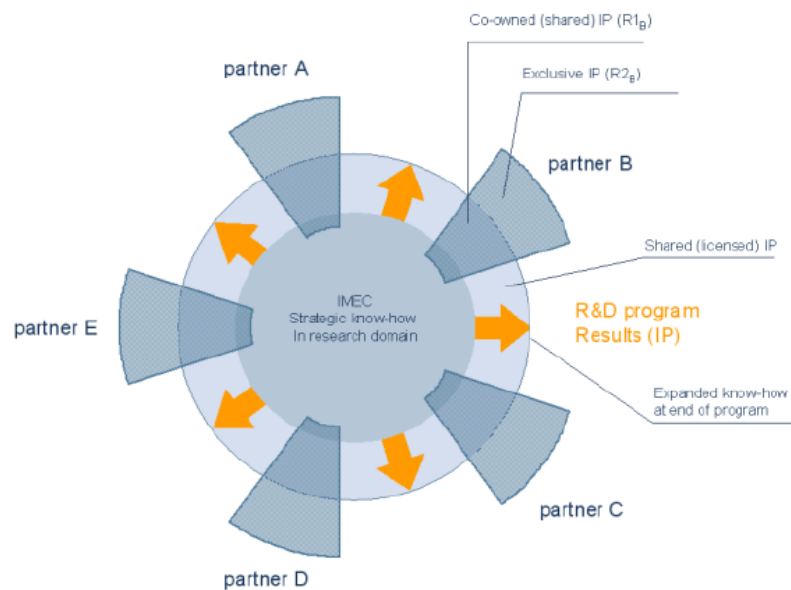 Co-owned (shared) IP (R1B)
partner A
Exclusive IP (R2B)
partner B
Shared (licensed) IP
IMEC
Strategic know-how
In research domain
partner E
R&D program
Results (IP)
Expanded know-how
at end of program
partner C
partner D